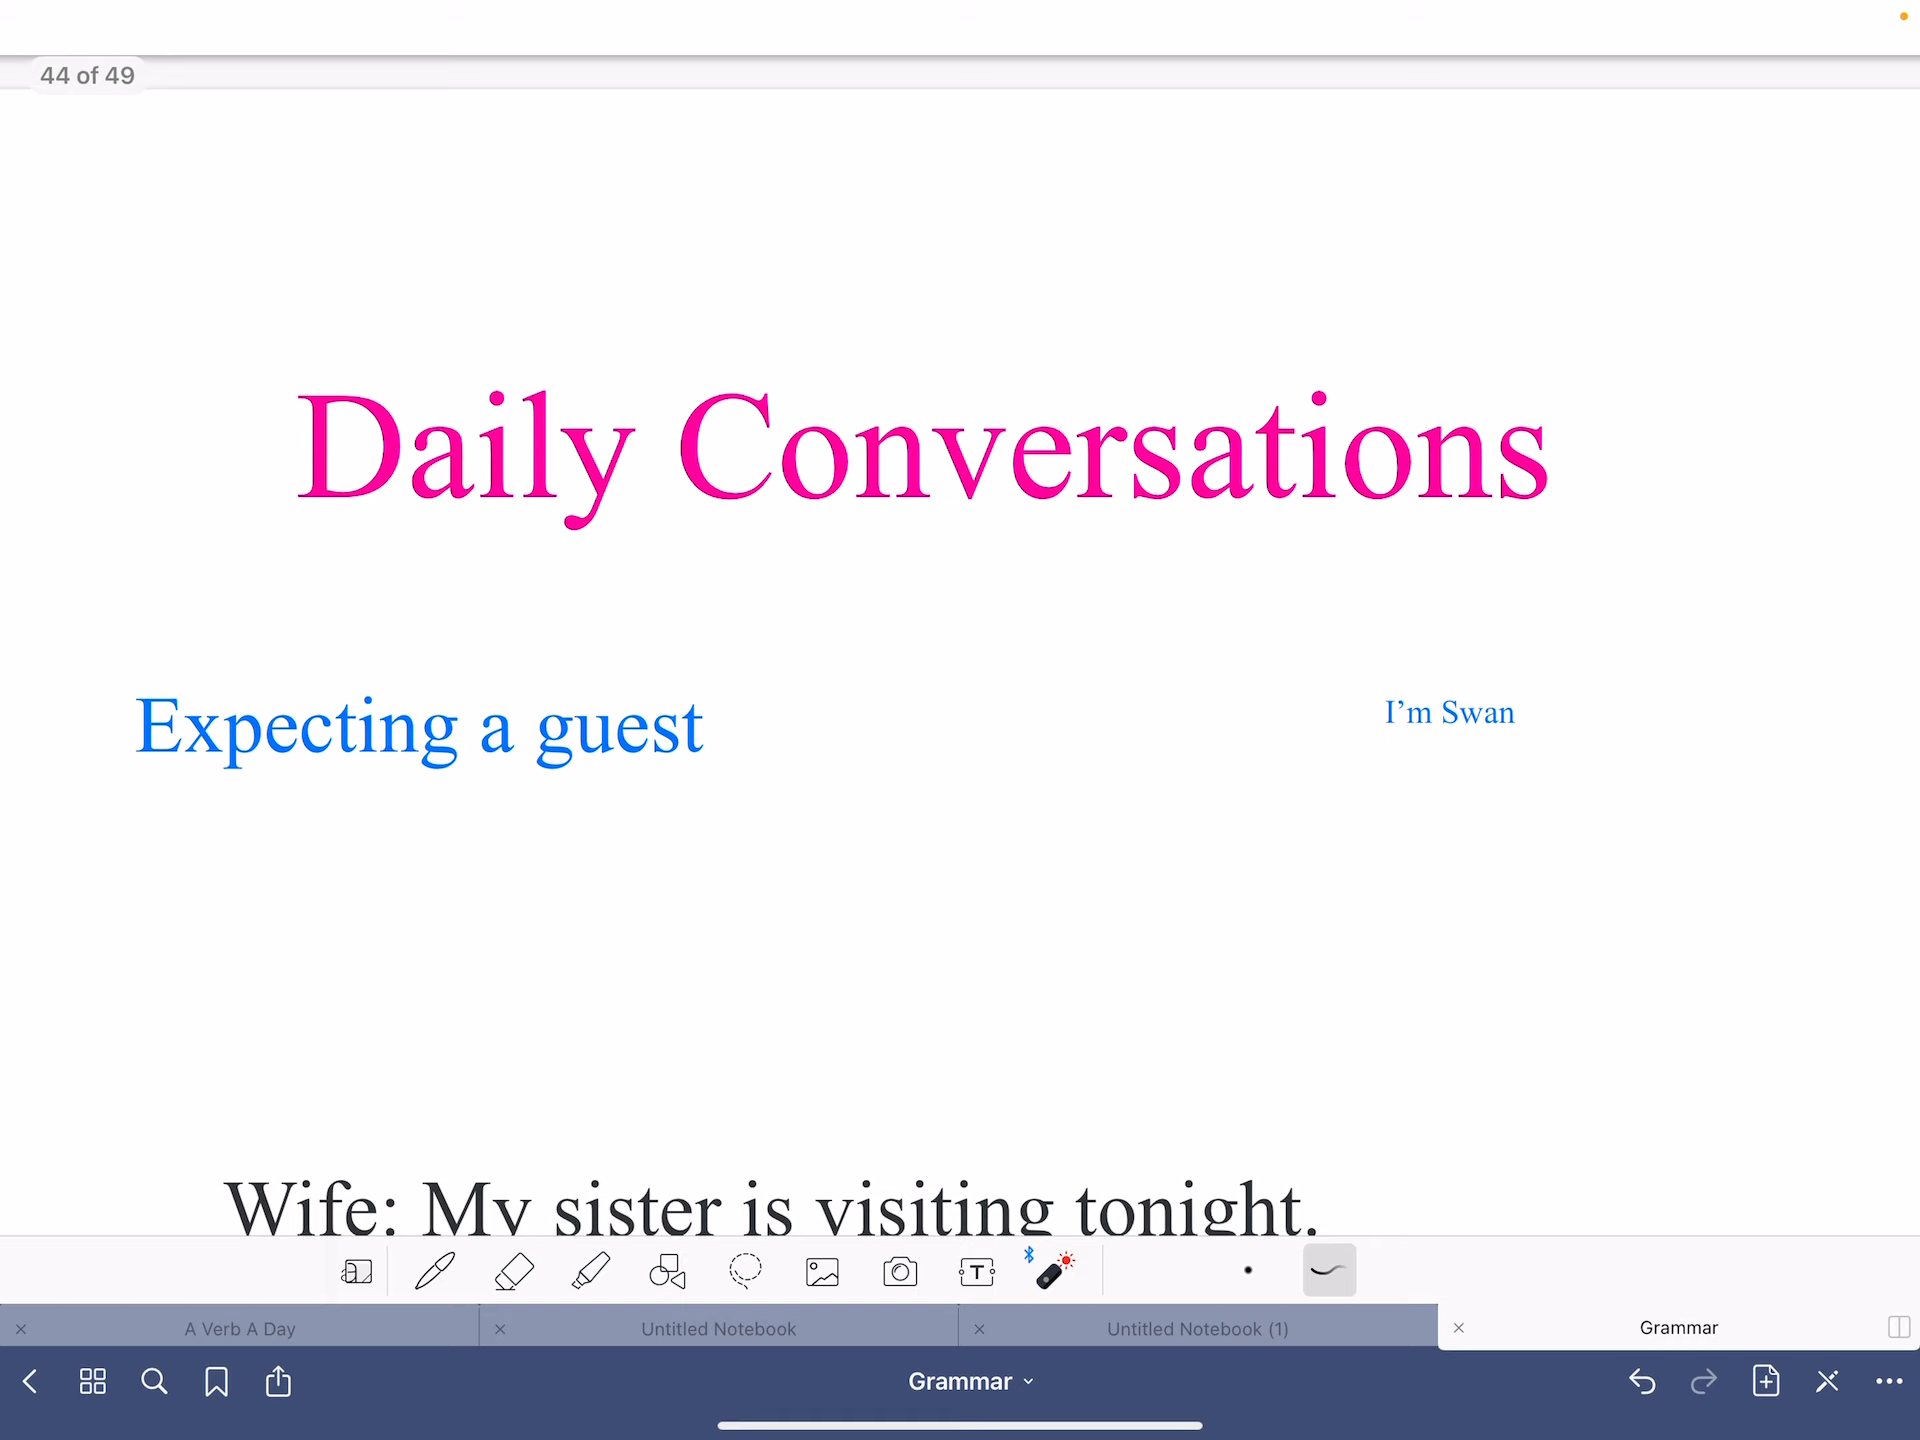 44 of 49
Daily Conversations
Expecting a guest
I’m Swan
Wife: My sister is visiting tonight.
A Verb A Day
Untitled Notebook
Untitled Notebook (1)
Grammar
Grammar